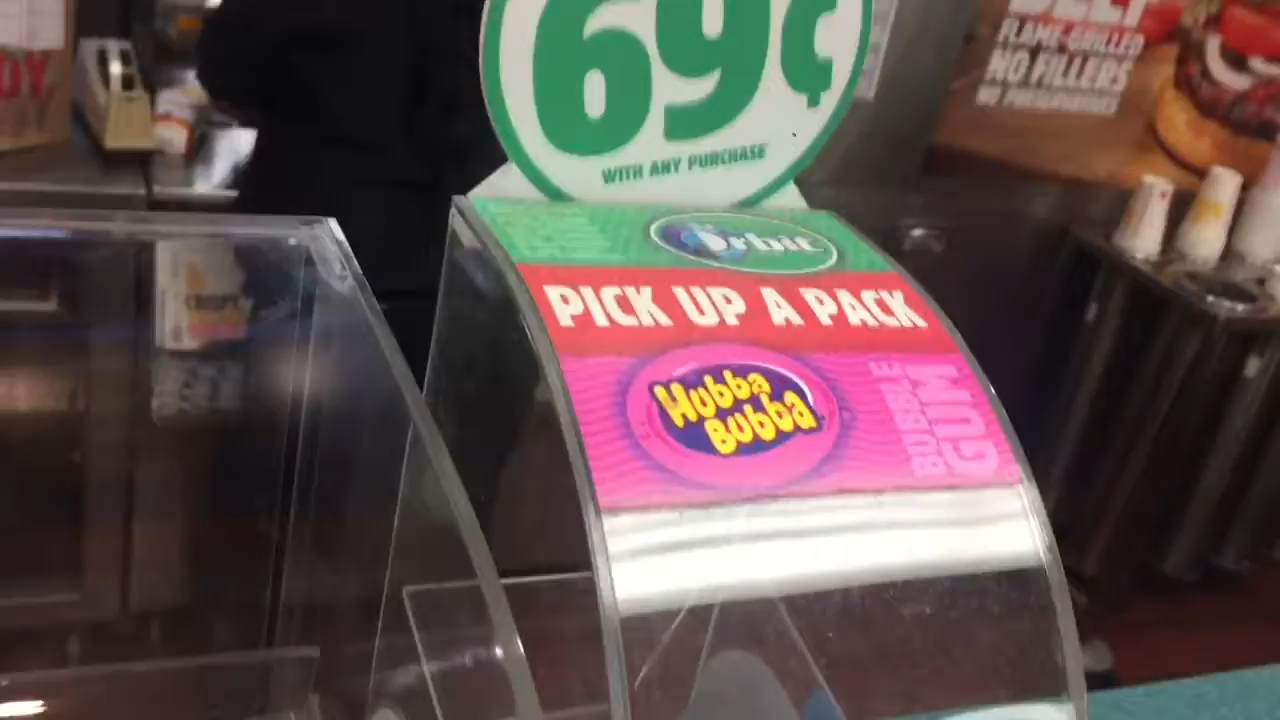 69¢
WITH ANY PURCHASE
FLAME-GRILLED
NO FILLERS
Orbit
PICK UP A PACK
Hubba
Bubba
BUBBLE
GUM